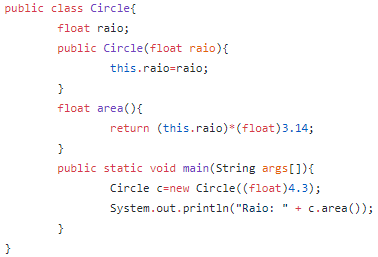 public class Circle{
        float raio;
        public Circle(float raio){
                this.raio=raio;
        }
        float area(){
                return (this.raio)*(float)3.14;
        }
        public static void main(String args[]){
                Circle c=new Circle((float)4.3);
                System.out.println("Raio: " + c.area());
        }
}